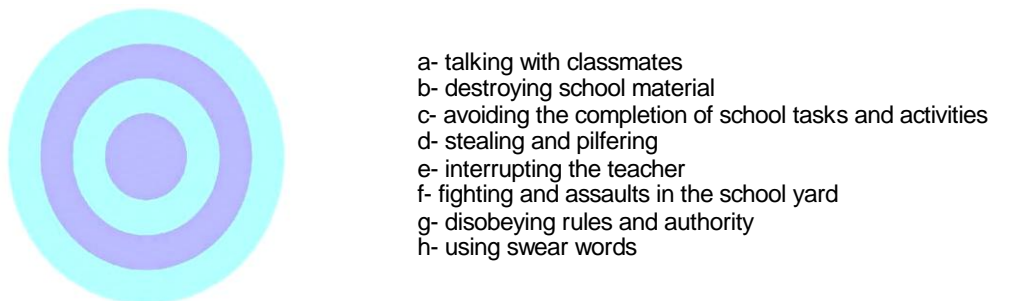 a- talking with classmates
b- destroying school material
c- avoiding the completion of school tasks and activities
d- stealing and pilfering
e- interrupting the teacher
f- fighting and assaults in the school yard
g- disobeying rules and authority
h- using swear words